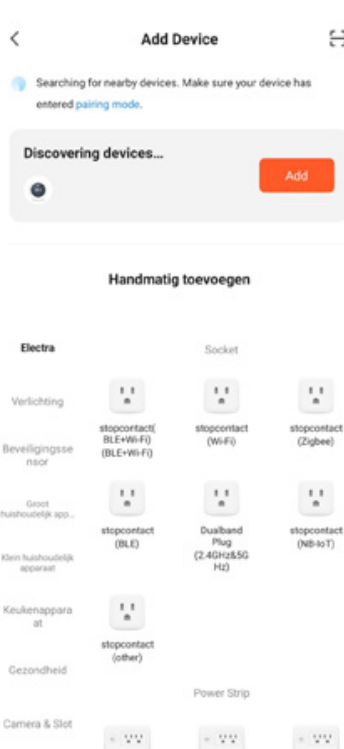 Add Device
Searching for nearby devices. Make sure your device has
entered pairing mode.
Discovering devices...
Add
Handmatig toevoegen
Electra
Socket
Verlichting
stopcontact(
BLE+Wi-Fi)
(BLE+Wi-Fi)
stopcontact
(Wi-Fi)
stopcontact
(Zigbee)
Beveiligingsse
nsor
Groot
huishoudelijk app...
stopcontact
(BLE)
Dualband
Plug
(2.4GHz&5G
Hz)
stopcontact
(NB-IoT)
Klein huishoudelijk
apparaat
Keukenappara
at
stopcontact
(other)
Gezondheid
Power Strip
Camera & Slot